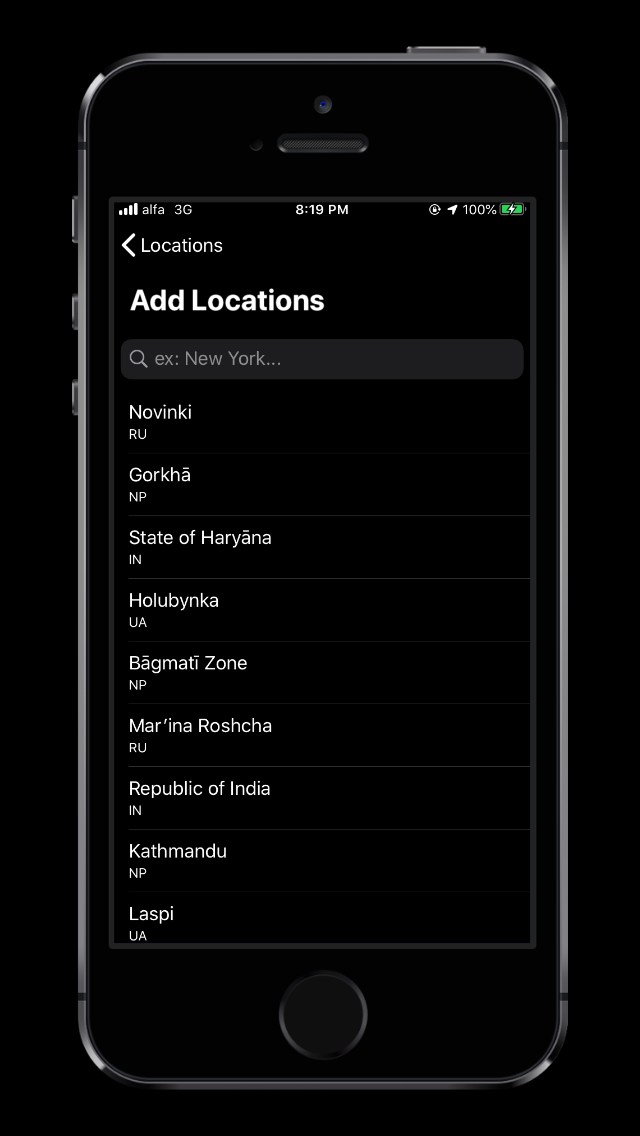 alfa 3G 8:19 PM 100%
Locations
Add Locations
ex: New York...
Novinki
RU
Gorkhā
NP
State of Haryāna
IN
Holubynka
UA
Bāgmatī Zone
NP
Mar’ina Roshcha
RU
Republic of India
IN
Kathmandu
NP
Laspi
UA